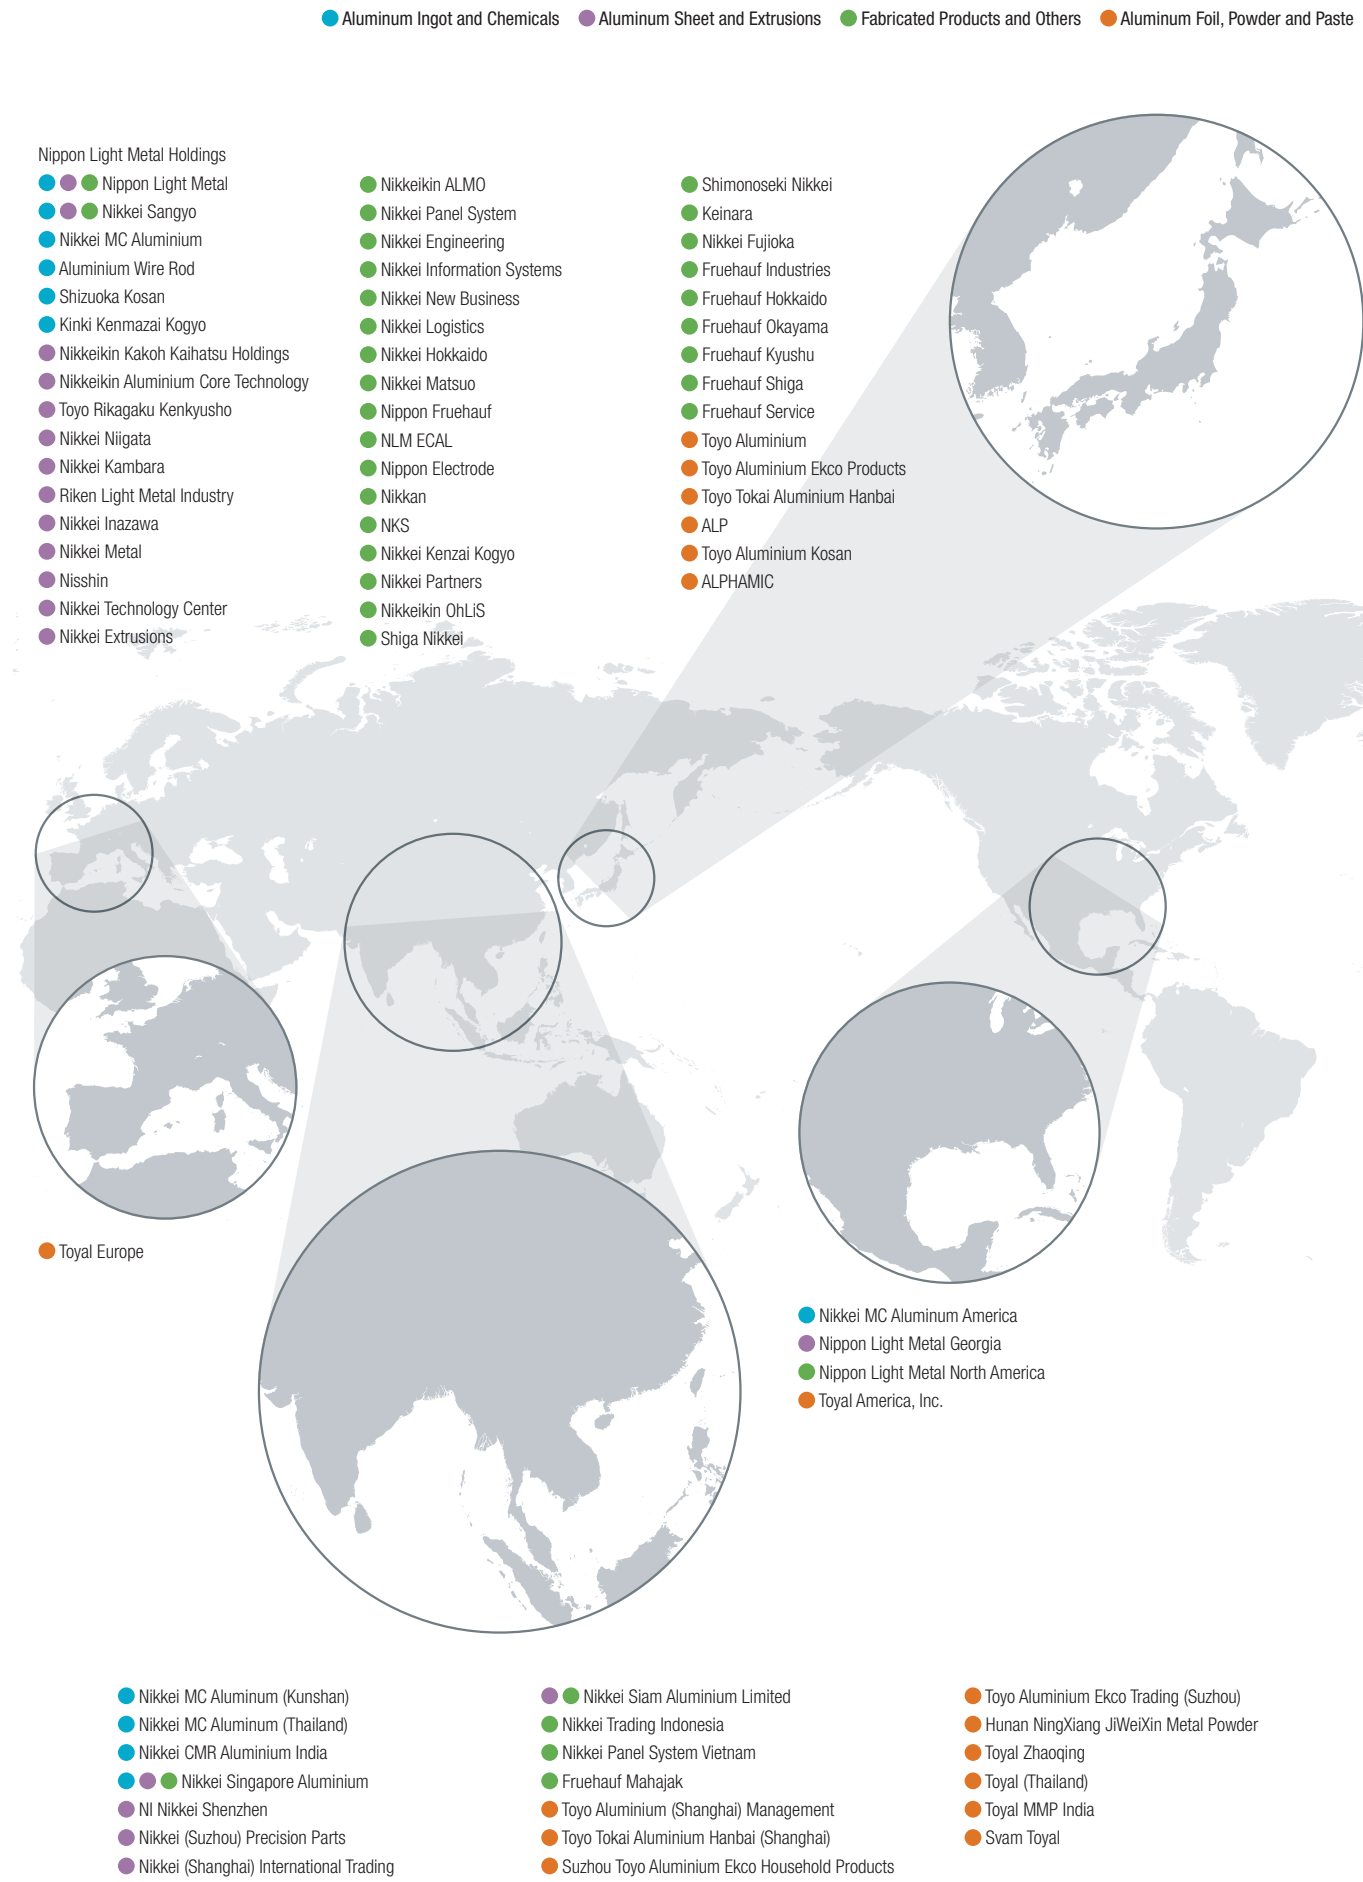 Aluminum Ingot and Chemicals Aluminum Sheet and Extrusions Fabricated Products and Others Aluminum Foil, Powder and Paste
Nippon Light Metal Holdings
Nippon Light Metal
Nikkei Sangyo
Nikkei MC Aluminium
Aluminium Wire Rod
Shizuoka Kosan
Kinki Kenmazai Kogyo
Nikkeikin Kakoh Kaihatsu Holdings
Nikkeikin Aluminium Core Technology
Toyo Rikagaku Kenkyusho
Nikkei Niigata
Nikkei Kambara
Riken Light Metal Industry
Nikkei Inazawa
Nikkei Metal
Nisshin
Nikkei Technology Center
Nikkei Extrusions
Nikkeikin ALMO
Nikkei Panel System
Nikkei Engineering
Nikkei Information Systems
Nikkei New Business
Nikkei Logistics
Nikkei Hokkaido
Nikkei Matsuo
Nippon Fruehauf
NLM ECAL
Nippon Electrode
Nikkan
NKS
Nikkei Kenzai Kogyo
Nikkei Partners
Nikkeikin OhLiS
Shiga Nikkei
Shimonoseki Nikkei
Keinara
Nikkei Fujioka
Fruehauf Industries
Fruehauf Hokkaido
Fruehauf Okayama
Fruehauf Kyushu
Fruehauf Shiga
Fruehauf Service
Toyo Aluminium
Toyo Aluminium Ekco Products
Toyo Tokai Aluminium Hanbai
ALP
Toyo Aluminium Kosan
ALPHAMIC
Toyal Europe
Nikkei MC Aluminum America
Nippon Light Metal Georgia
Nippon Light Metal North America
Toyal America, Inc.
Nikkei MC Aluminum (Kunshan)
Nikkei MC Aluminum (Thailand)
Nikkei CMR Aluminium India
Nikkei Singapore Aluminium
NI Nikkei Shenzhen
Nikkei (Suzhou) Precision Parts
Nikkei (Shanghai) International Trading
Nikkei Siam Aluminium Limited
Nikkei Trading Indonesia
Nikkei Panel System Vietnam
Fruehauf Mahajak
Toyo Aluminium (Shanghai) Management
Toyo Tokai Aluminium Hanbai (Shanghai)
Suzhou Toyo Aluminium Ekco Household Products
Toyo Aluminium Ekco Trading (Suzhou)
Hunan NingXiang JiWeiXin Metal Powder
Toyal Zhaoqing
Toyal (Thailand)
Toyal MMP India
Svam Toyal